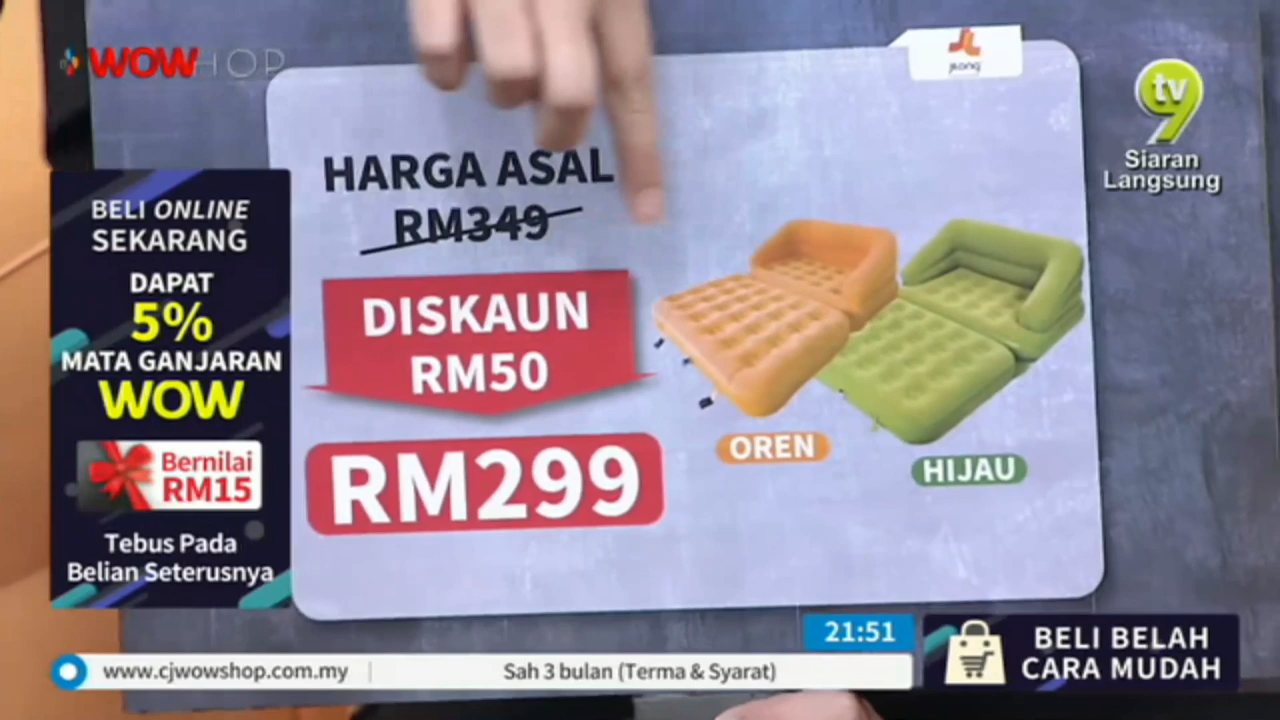 WOWSHOP
jlong
tv9
Siaran
Langsung
HARGA ASAL
RM349
DISKAUN
RM50
RM299
OREN
HIJAU
BELI ONLINE
SEKARANG
DAPAT
5%
MATA GANJARAN
WOW
Bernilai
RM15
Tebus Pada
Belian Seterusnya
21:51
www.cjwowshop.com.my
Sah 3 bulan (Terma & Syarat)
BELI BELAH
CARA MUDAH